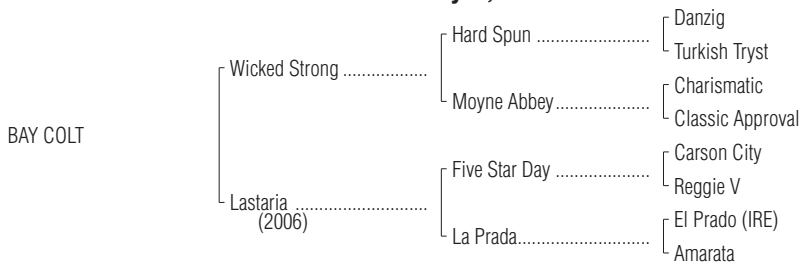 Danzig
Hard Spun ........................
Turkish Tryst
Wicked Strong ..................
Charismatic
Moyne Abbey....................
Classic Approval
BAY COLT
Carson City
Five Star Day ....................
Reggie V
Lastaria ............................
(2006)
El Prado (IRE)
La Prada............................
Amarata